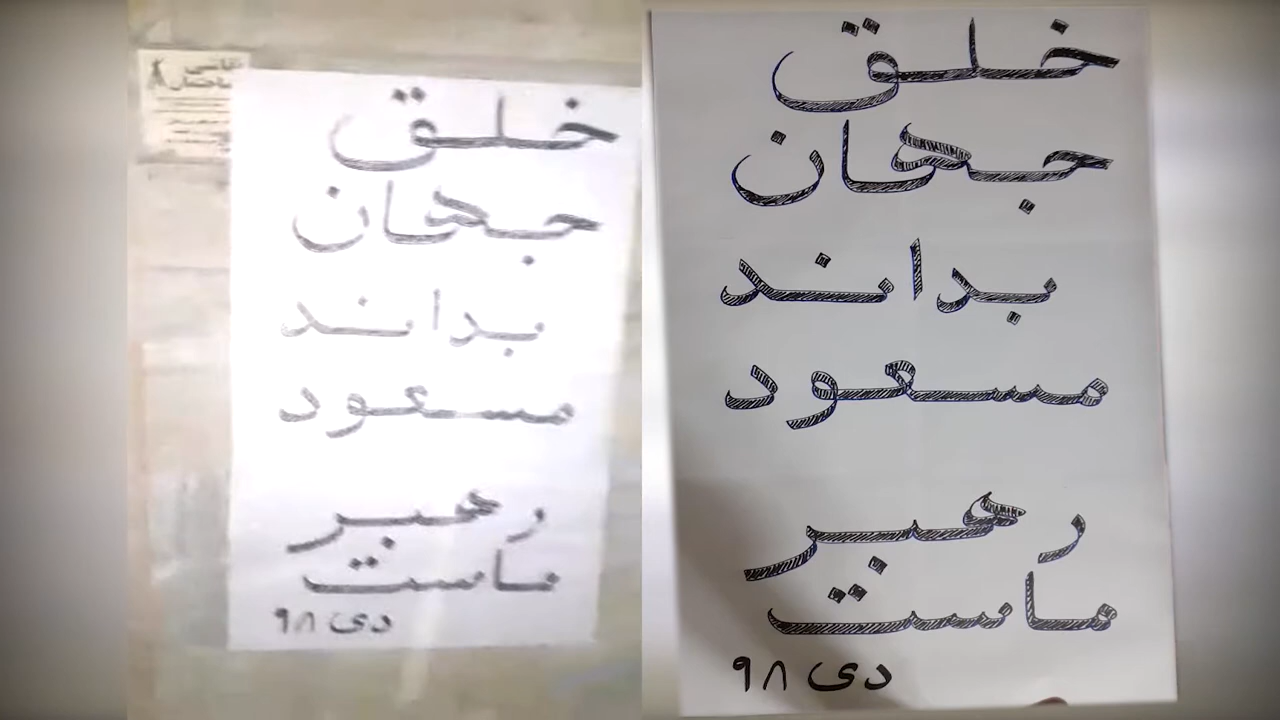 خلق
جهان
بداند
مسعود
رهبر
ماست
دی ۹۸
خلق
جهان
بداند
مسعود
رهبر
ماست
دی ۹۸